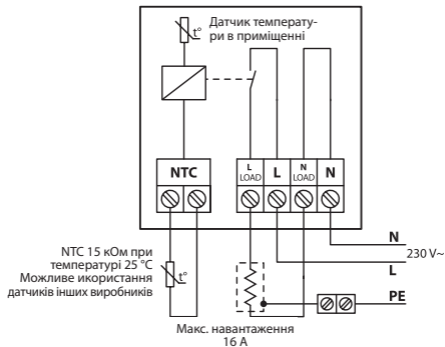 t°
Датчик температу-
ри в приміщенні
NTC
L
LOAD
L
N
LOAD
N
N
230 V~
L
PE
NTC 15 кОм при
температурі 25 °C
Можливе икористання
датчиків інших виробників
t°
Макс. навантаження
16 А